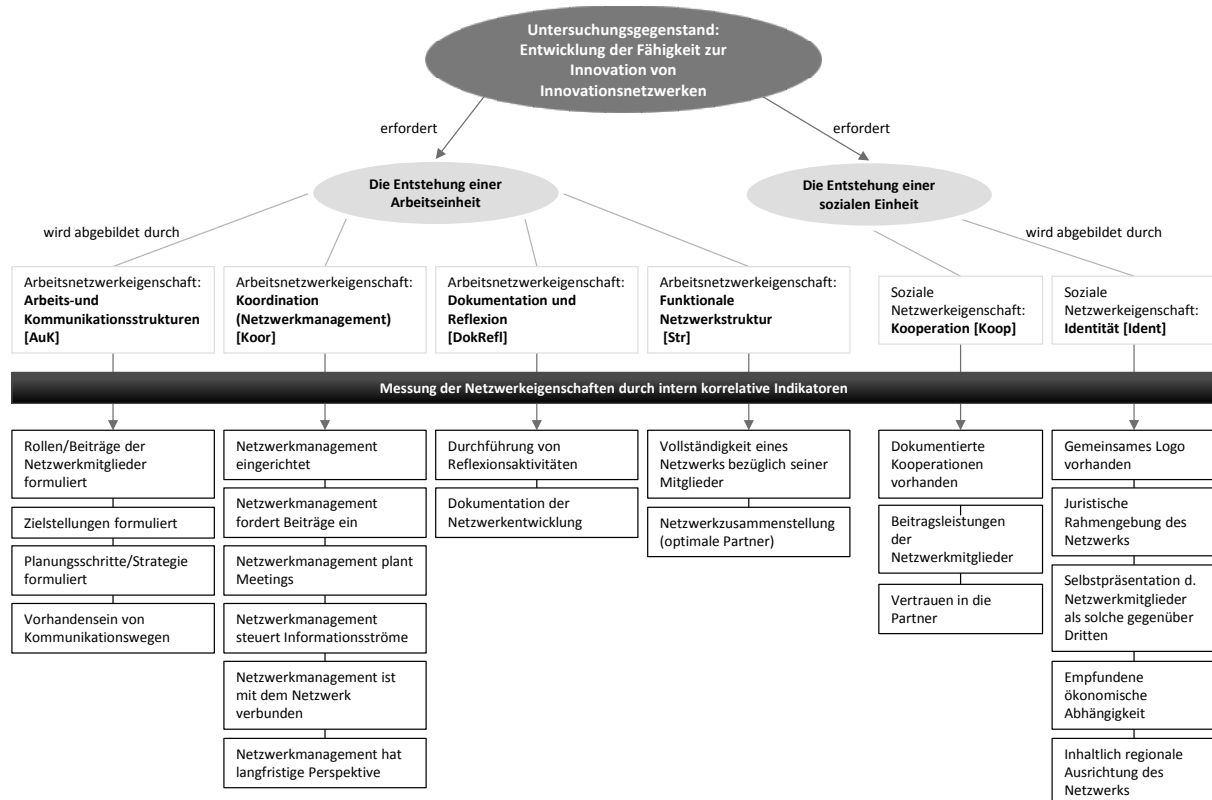 Untersuchungsgegenstand:
Entwicklung der Fähigkeit zur
Innovation von
Innovationsnetzwerken
erfordert
erfordert
Die Entstehung einer
Arbeitseinheit
Die Entstehung einer
sozialen Einheit
wird abgebildet durch
wird abgebildet durch
Arbeitsnetzwerkeigenschaft:
Arbeits-und
Kommunikationsstrukturen
[AuK]
Arbeitsnetzwerkeigenschaft:
Koordination
(Netzwerkmanagement)
[Koor]
Arbeitsnetzwerkeigenschaft:
Dokumentation und
Reflexion
[DokRefl]
Arbeitsnetzwerkeigenschaft:
Funktionale
Netzwerkstruktur
[Str]
Soziale
Netzwerkeigenschaft:
Kooperation [Koop]
Soziale
Netzwerkeigenschaft:
Identität [Ident]
Messung der Netzwerkeigenschaften durch intern korrelative Indikatoren
Rollen/Beiträge der
Netzwerkmitglieder
formuliert
Zielstellungen formuliert
Planungsschritte/Strategie
formuliert
Vorhandensein von
Kommunikationswegen
Netzwerkmanagement
eingerichtet
Netzwerkmanagement
fordert Beiträge ein
Netzwerkmanagement plant
Meetings
Netzwerkmanagement
steuert Informationsströme
Netzwerkmanagement ist
mit dem Netzwerk
verbunden
Netzwerkmanagement hat
langfristige Perspektive
Durchführung von
Reflexionsaktivitäten
Dokumentation der
Netzwerkentwicklung
Vollständigkeit eines
Netzwerks bezüglich seiner
Mitglieder
Netzwerkzusammenstellung
(optimale Partner)
Dokumentierte
Kooperationen
vorhanden
Beitragsleistungen
der
Netzwerkmitglieder
Vertrauen in die
Partner
Gemeinsames Logo
vorhanden
Juristische
Rahmengebung des
Netzwerks
Selbstpräsentation d.
Netzwerkmitglieder
als solche gegenüber
Dritten
Empfundene
ökonomische
Abhängigkeit
Inhaltlich regionale
Ausrichtung des
Netzwerks